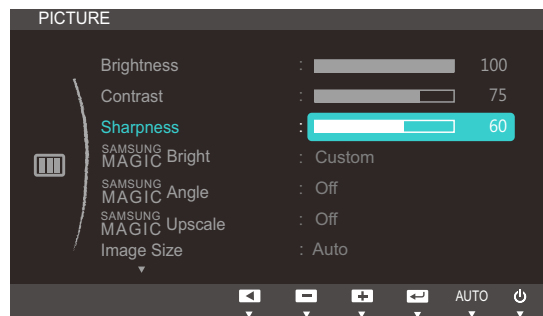 PICTURE
Brightness : 100
Contrast : 75
Sharpness : 60
SAMSUNG MAGIC Bright : Custom
SAMSUNG MAGIC Angle : Off
SAMSUNG MAGIC Upscale : Off
Image Size : Auto
AUTO